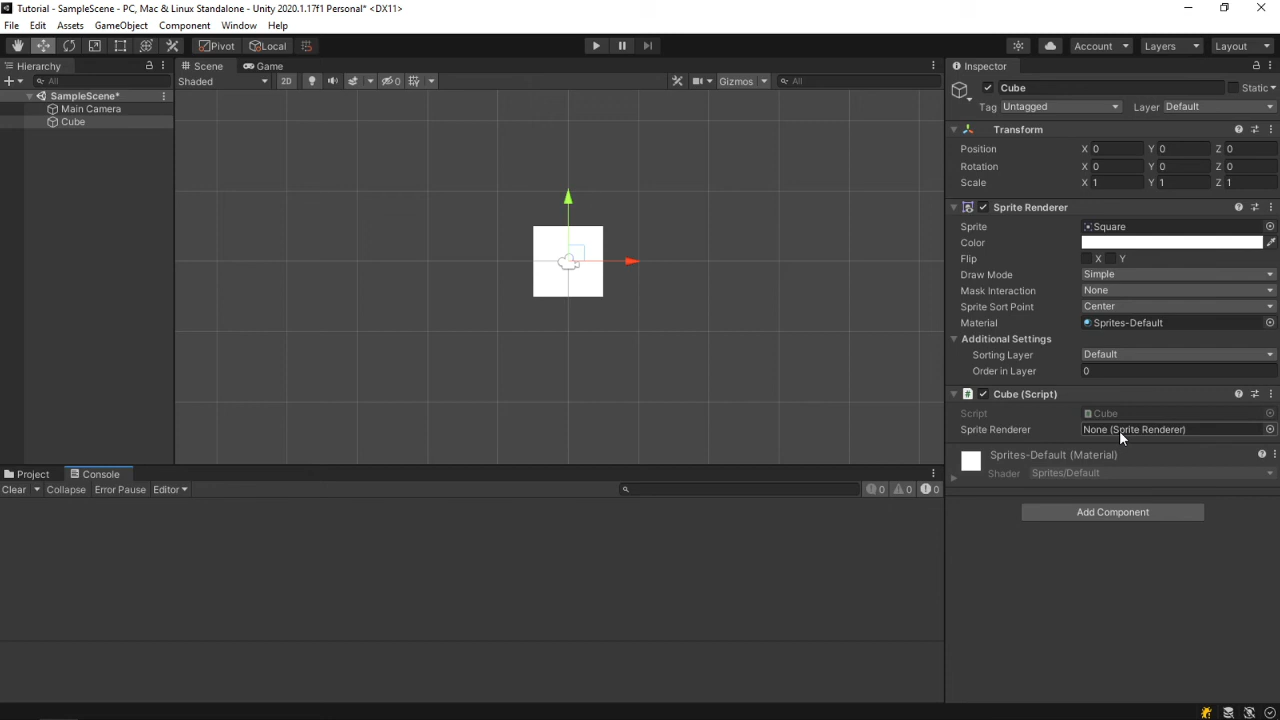 Tutorial - SampleScene - PC, Mac & Linux Standalone - Unity 2020.1.17f1 Personal* <DX11>
File Edit Assets GameObject Component Window Help
Pivot Local Account Layers Layout
Hierarchy
All
SampleScene*
Main Camera
Cube
Scene Game
Shaded 2D 0 Gizmos All
Inspector
Cube Static
Tag Untagged Layer Default
Transform
Position X 0 Y 0 Z 0
Rotation X 0 Y 0 Z 0
Scale X 1 Y 1 Z 1
Sprite Renderer
Sprite Square
Color
Flip X Y
Draw Mode Simple
Mask Interaction None
Sprite Sort Point Center
Material Sprites-Default
Additional Settings
Sorting Layer Default
Order in Layer 0
Cube (Script)
Script Cube
Sprite Renderer None (Sprite Renderer)
Sprites-Default (Material)
Shader Sprites/Default
Add Component
Project Console
Clear Collapse Error Pause Editor 0 0 0